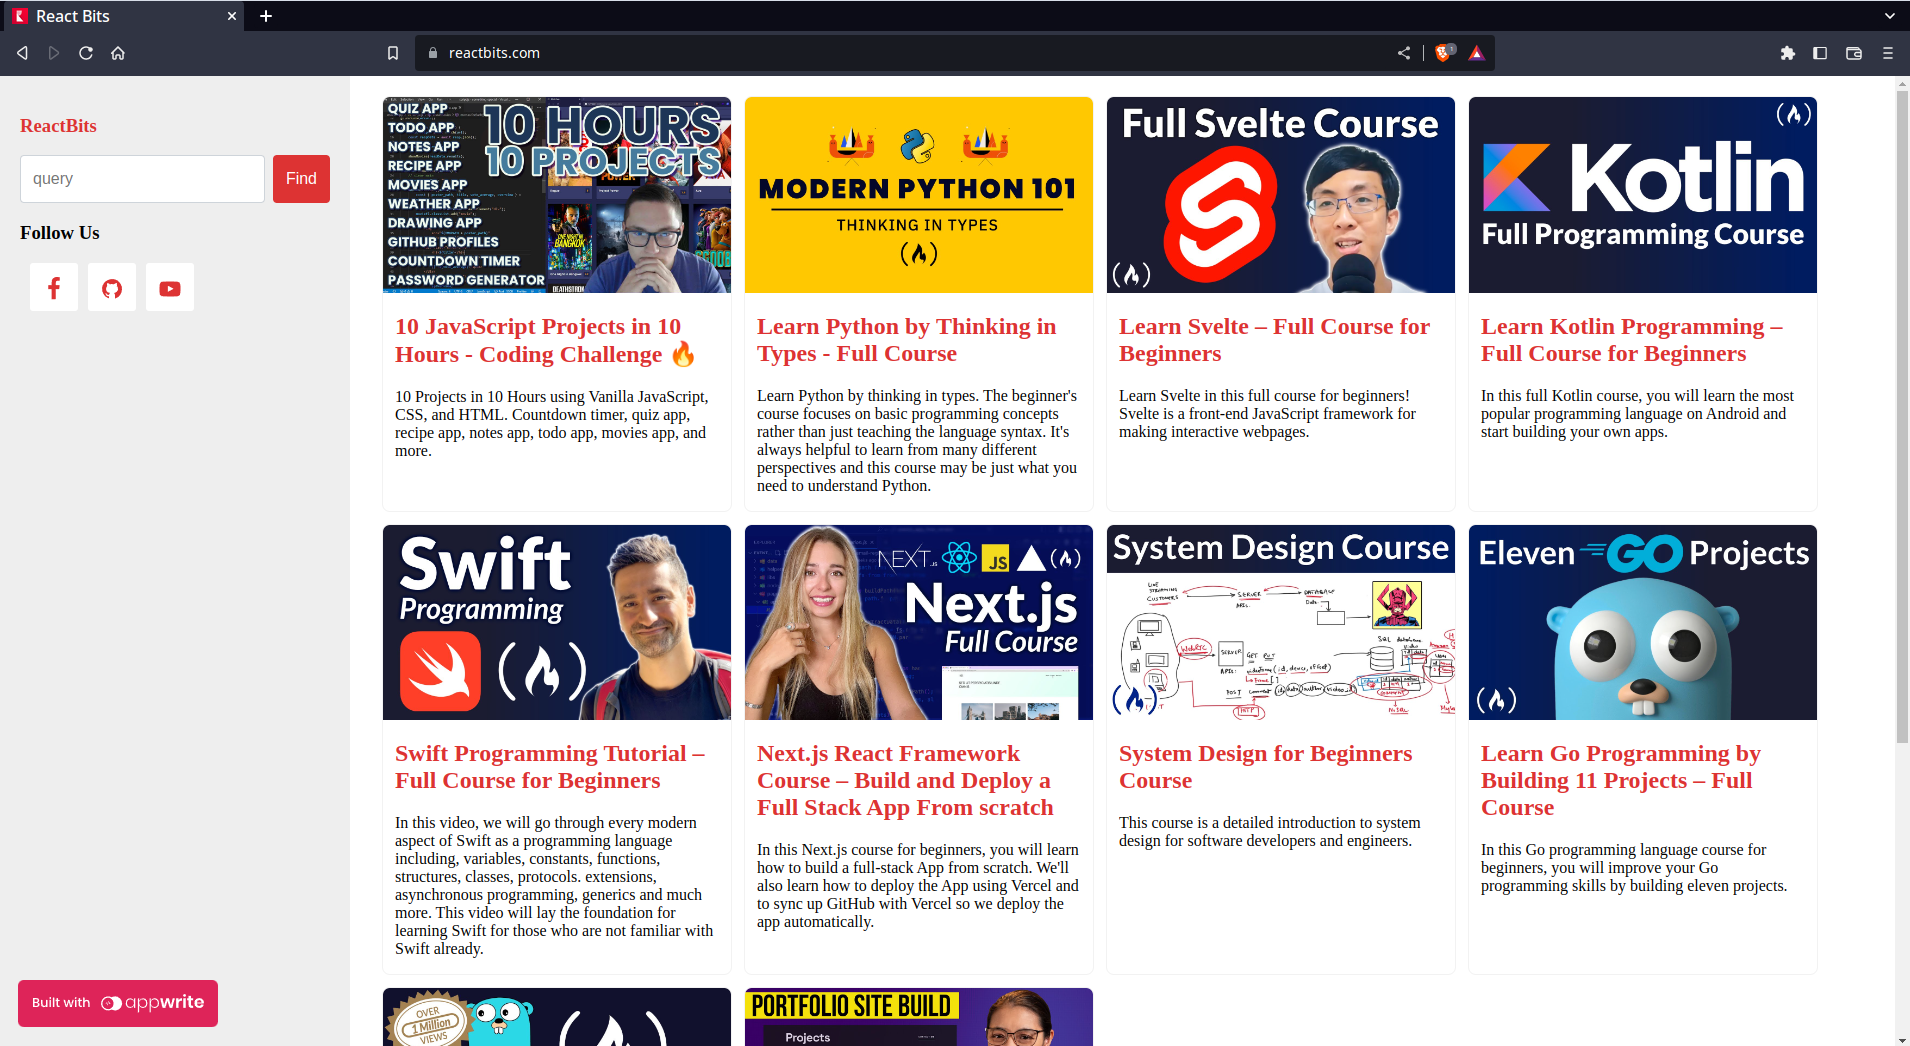 React Bits
reactbits.com
1
ReactBits
query
Find
Follow Us
Built with appwrite
QUIZ APP
TODO APP
NOTES APP
RECIPE APP
MOVIES APP
WEATHER APP
DRAWING APP
GITHUB PROFILES
COUNTDOWN TIMER
PASSWORD GENERATOR
10 HOURS
10 PROJECTS
10 JavaScript Projects in 10
Hours - Coding Challenge 🔥
10 Projects in 10 Hours using Vanilla JavaScript,
CSS, and HTML. Countdown timer, quiz app,
recipe app, notes app, todo app, movies app, and
more.
MODERN PYTHON 101
THINKING IN TYPES
Learn Python by Thinking in
Types - Full Course
Learn Python by thinking in types. The beginner's
course focuses on basic programming concepts
rather than just teaching the language syntax. It's
always helpful to learn from many different
perspectives and this course may be just what you
need to understand Python.
Full Svelte Course
Learn Svelte – Full Course for
Beginners
Learn Svelte in this full course for beginners!
Svelte is a front-end JavaScript framework for
making interactive webpages.
Kotlin
Full Programming Course
Learn Kotlin Programming –
Full Course for Beginners
In this full Kotlin course, you will learn the most
popular programming language on Android and
start building your own apps.
Swift
Programming
Swift Programming Tutorial –
Full Course for Beginners
In this video, we will go through every modern
aspect of Swift as a programming language
including, variables, constants, functions,
structures, classes, protocols. extensions,
asynchronous programming, generics and much
more. This video will lay the foundation for
learning Swift for those who are not familiar with
Swift already.
NEXT.JS
JS
Next.js
Full Course
Next.js React Framework
Course – Build and Deploy a
Full Stack App From scratch
In this Next.js course for beginners, you will learn
how to build a full-stack App from scratch. We'll
also learn how to deploy the App using Vercel and
to sync up GitHub with Vercel so we deploy the
app automatically.
System Design Course
LIVE
STREAMING
CUSTOMERS
SERVER
DATABASE
WebRTC
SERVER
GET PUT
POST
HTTP
System Design for Beginners
Course
This course is a detailed introduction to system
design for software developers and engineers.
Eleven GO Projects
Learn Go Programming by
Building 11 Projects – Full
Course
In this Go programming language course for
beginners, you will improve your Go
programming skills by building eleven projects.
OVER
1 Million
VIEWS
PORTFOLIO SITE BUILD
Projects